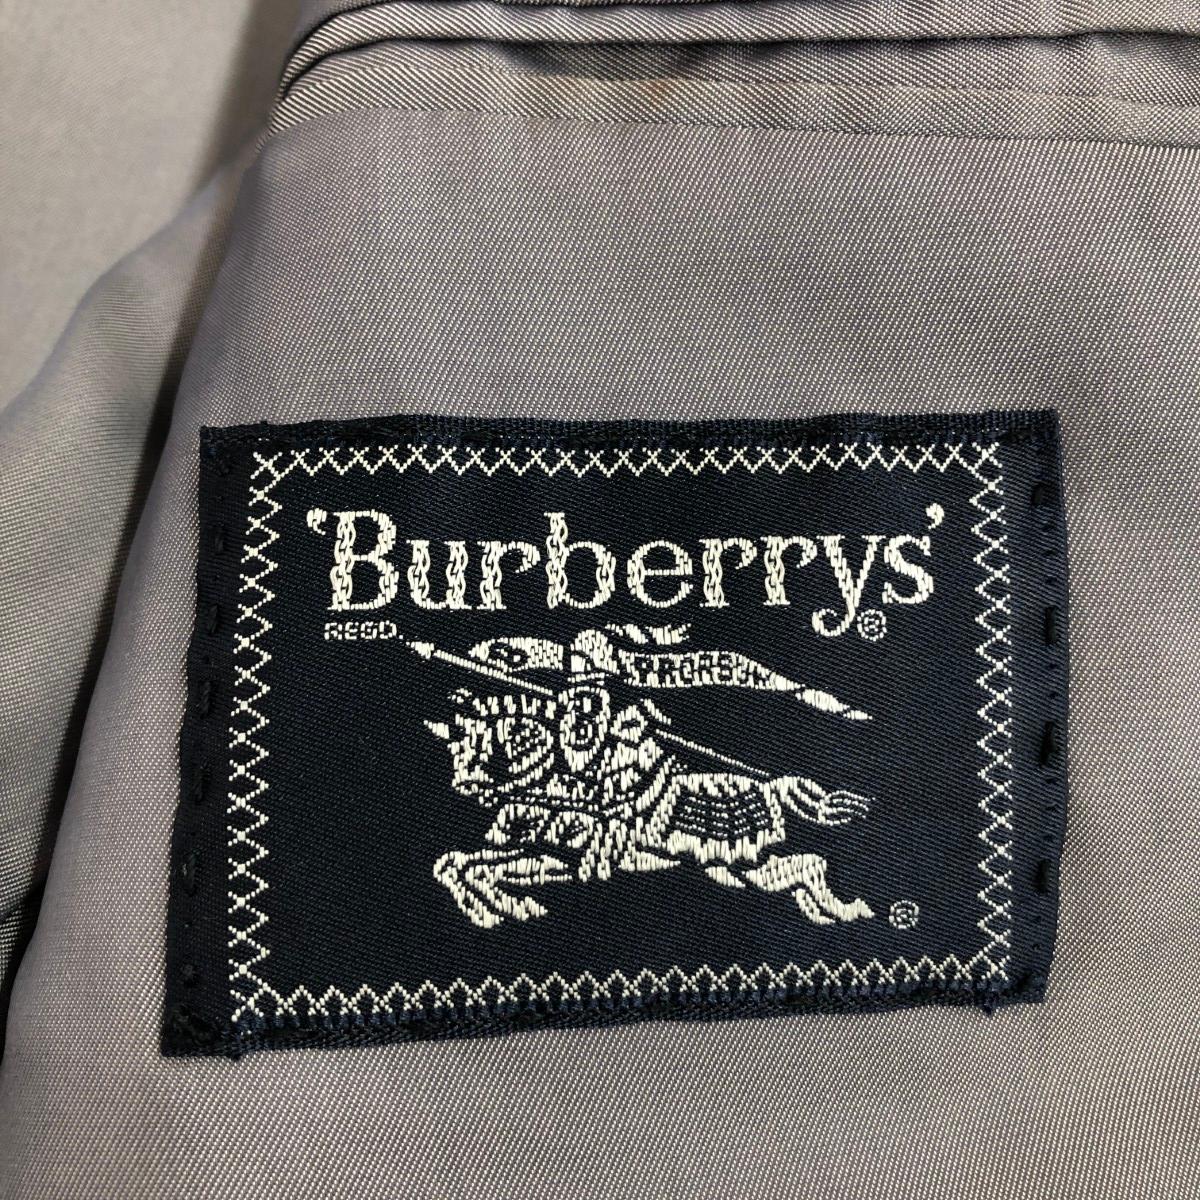 'Burberrys'®
REGD.
PRORSUM
®